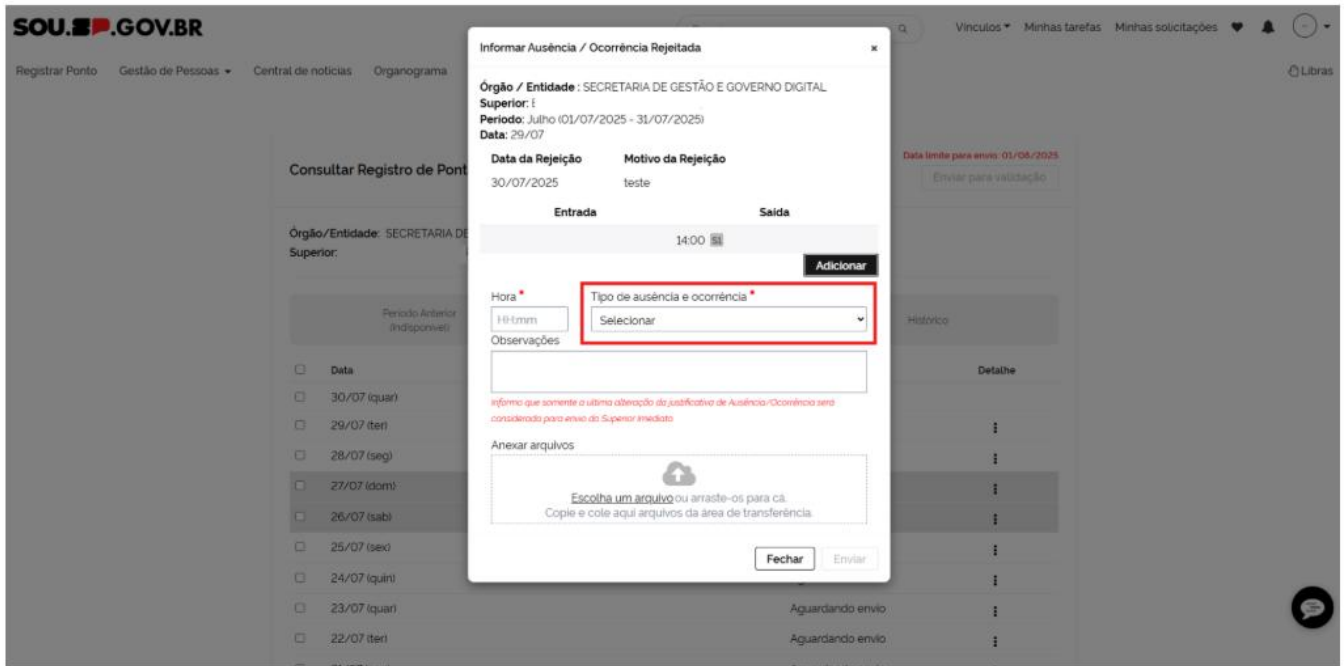 SOU.SP.GOV.BR
Vínculos
Minhas tarefas
Minhas solicitações
Registrar Ponto
Gestão de Pessoas
Central de notícias
Organograma
Libras
Informar Ausência / Ocorrência Rejeitada
×
Órgão / Entidade : SECRETARIA DE GESTÃO E GOVERNO DIGITAL
Superior: E
Período: Julho (01/07/2025 - 31/07/2025)
Data: 29/07
Data da Rejeição Motivo da Rejeição
30/07/2025 teste
Entrada Saída
14:00 S1
Adicionar
Hora *
Tipo de ausência e ocorrência *
HH:mm
Selecionar
Observações
Informo que somente a ultima alteração da justificativa de Ausência/Ocorrência será
considerada para envio do Superior Imediato
Anexar arquivos
Escolha um arquivo ou arraste-os para cá.
Copie e cole aqui arquivos da área de transferência.
Fechar
Enviar
Consultar Registro de Pont
Data limite para envio: 01/08/2025
Enviar para validação
Órgão/Entidade: SECRETARIA DE
Superior:
Período Anterior
(Indisponível)
Histórico
Data
Detalhe
30/07 (quar)
29/07 (ter)
28/07 (seg)
27/07 (dom)
26/07 (sab)
25/07 (sex)
24/07 (quin)
23/07 (quar) Aguardando envio
22/07 (ter) Aguardando envio